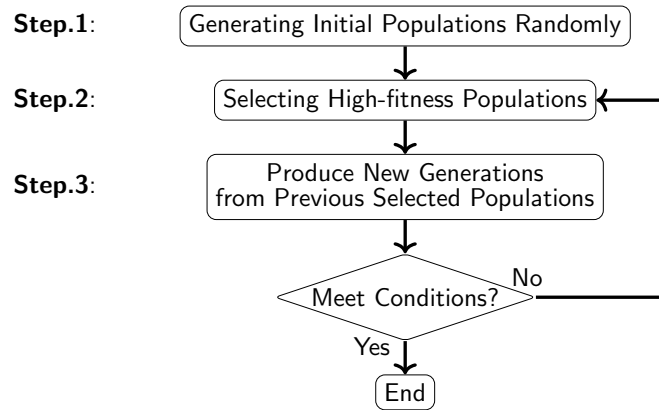 Step.1: Generating Initial Populations Randomly
Step.2: Selecting High-fitness Populations
Step.3: Produce New Generations
from Previous Selected Populations
Meet Conditions? No
Yes
End